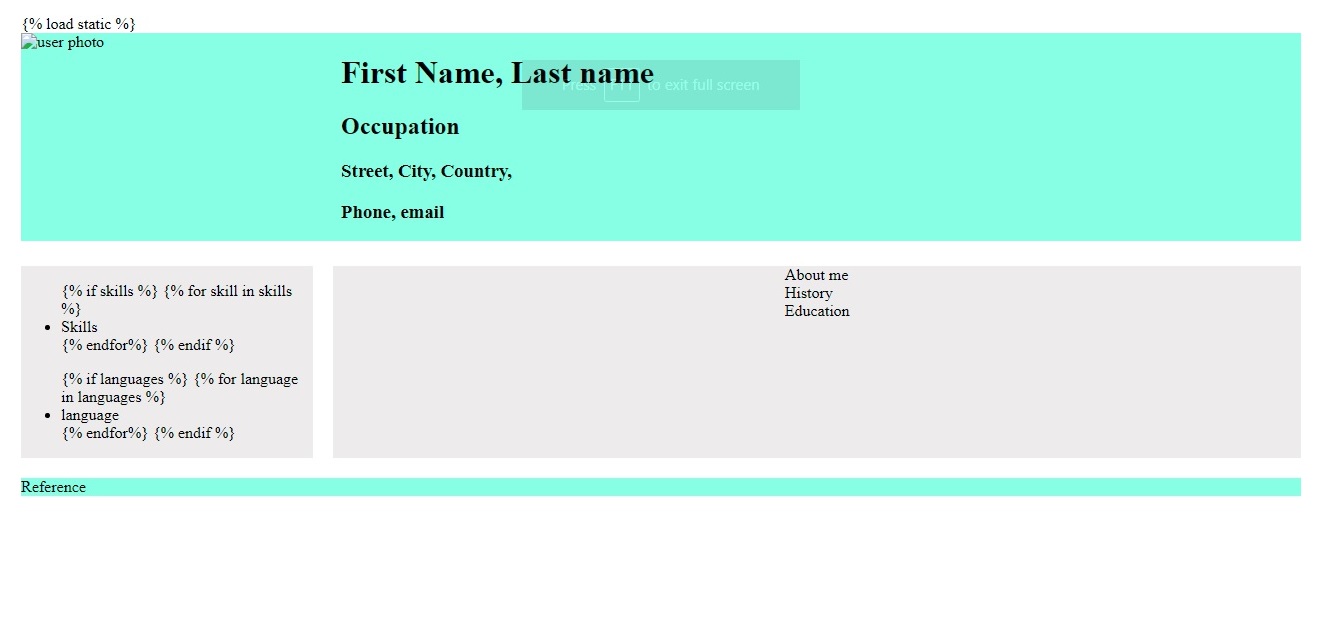 {% load static %}
user photo
First Name, Last name
Press F11 to exit full screen
Occupation
Street, City, Country,
Phone, email
{% if skills %} {% for skill in skills
%}
Skills
{% endfor%} {% endif %}
{% if languages %} {% for language
in languages %}
language
{% endfor%} {% endif %}
About me
History
Education
Reference